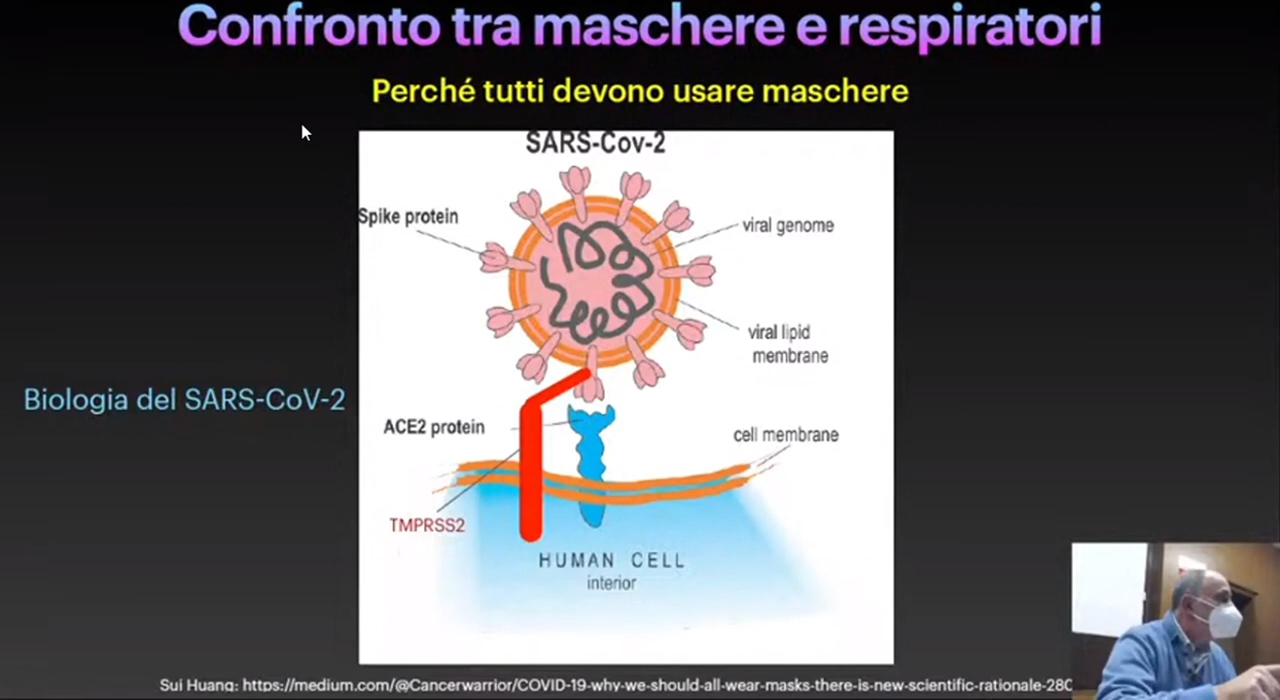 Confronto tra maschere e respiratori
Perché tutti devono usare maschere
SARS-Cov-2
Spike protein
viral genome
viral lipid
membrane
Biologia del SARS-CoV-2
ACE2 protein
cell membrane
TMPRSS2
HUMAN CELL
interior
Sui Huang: https://medium.com/@Cancerwarrior/COVID-19-why-we-should-all-wear-masks-there-is-new-scientific-rationale-280